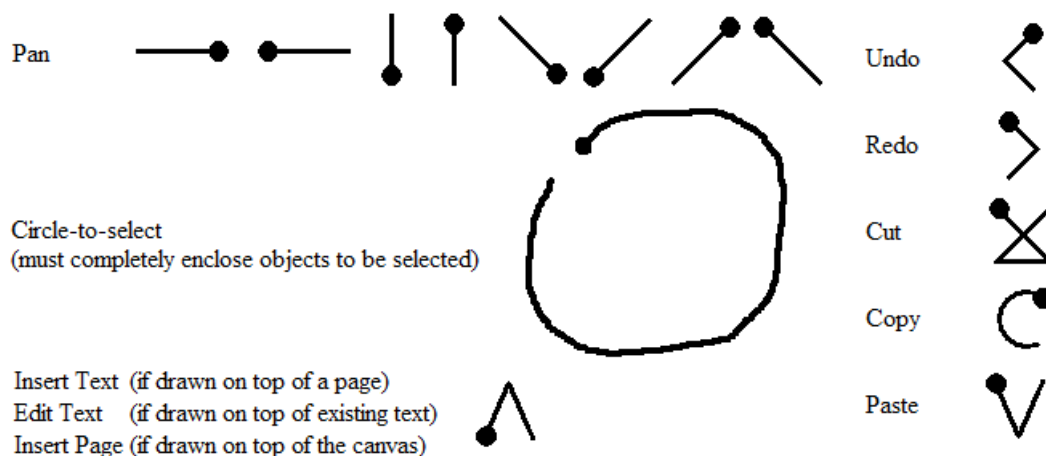 Pan
Undo
Redo
Circle-to-select
(must completely enclose objects to be selected)
Cut
Copy
Insert Text (if drawn on top of a page)
Edit Text (if drawn on top of existing text)
Insert Page (if drawn on top of the canvas)
Paste